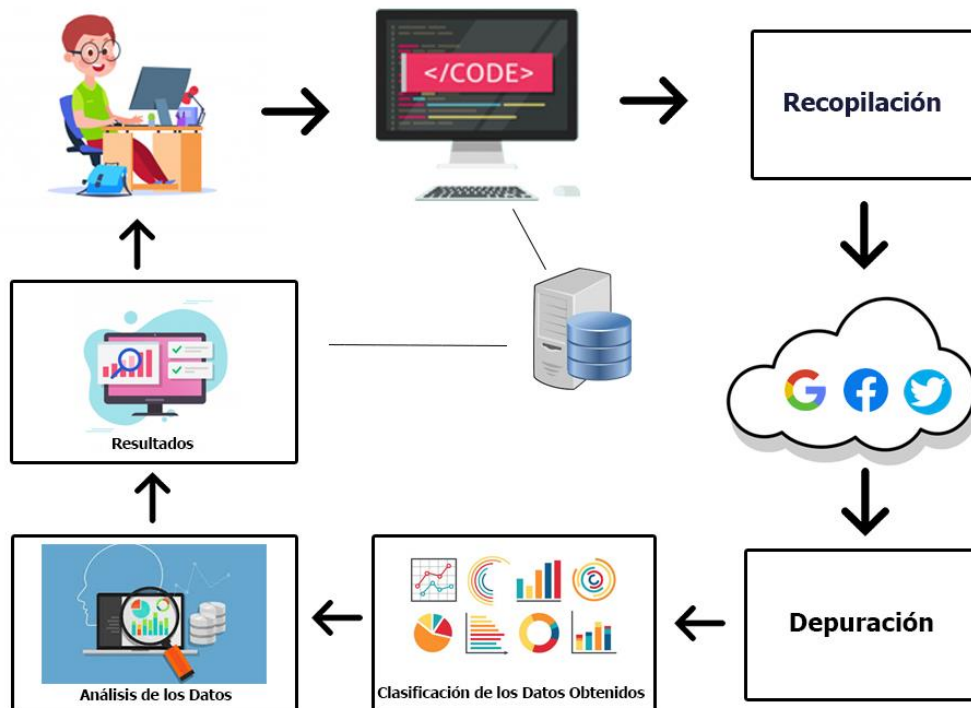 </CODE>
Recopilación
Resultados
Depuración
Análisis de los Datos
Clasificación de los Datos Obtenidos